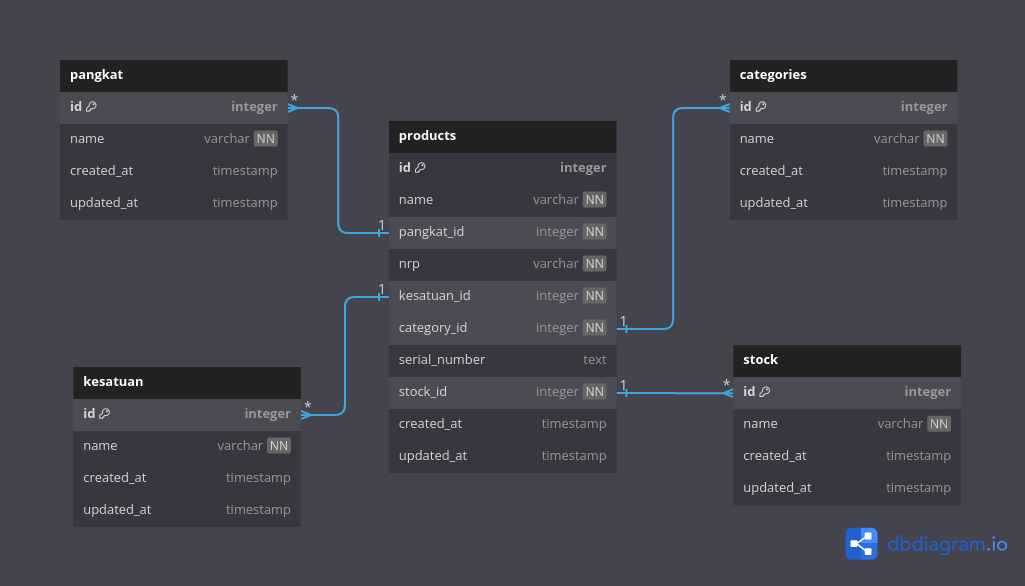 pangkat
id integer
name varchar NN
created_at timestamp
updated_at timestamp
*
1
products
id integer
name varchar NN
pangkat_id integer NN
nrp varchar NN
kesatuan_id integer NN
category_id integer NN
serial_number text
stock_id integer NN
created_at timestamp
updated_at timestamp
categories
id integer
name varchar NN
created_at timestamp
updated_at timestamp
*
1
kesatuan
id integer
name varchar NN
created_at timestamp
updated_at timestamp
*
1
stock
id integer
name varchar NN
created_at timestamp
updated_at timestamp
*
1
dbdiagram.io